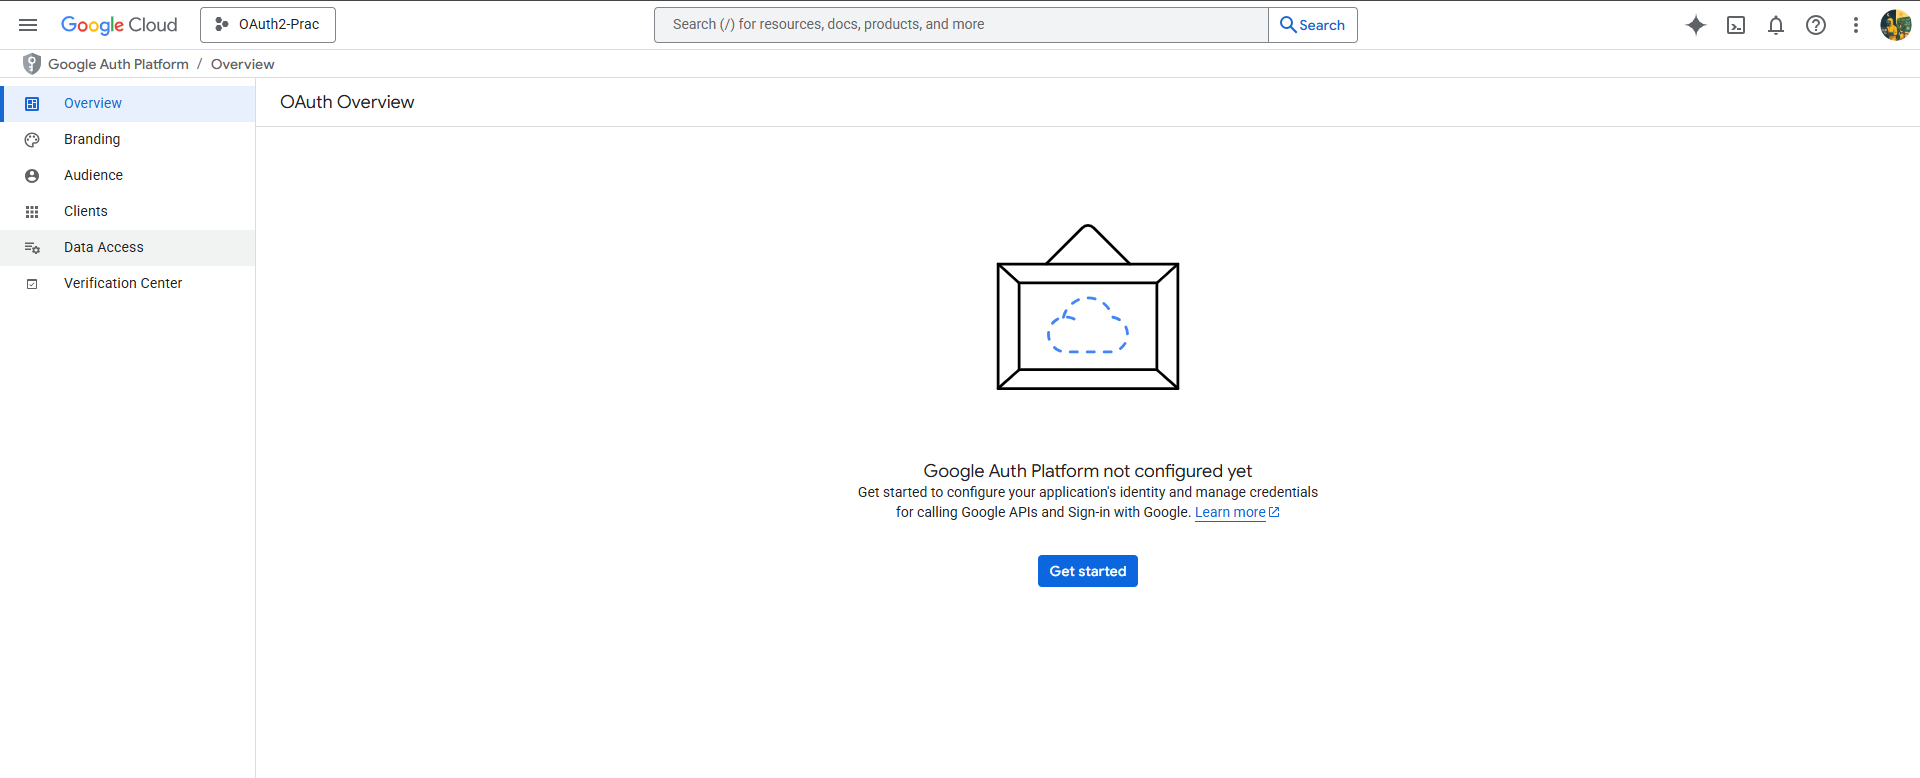 Google Cloud
OAuth2-Prac
Search (/) for resources, docs, products, and more
Search
Google Auth Platform / Overview
Overview
Branding
Audience
Clients
Data Access
Verification Center
OAuth Overview
Google Auth Platform not configured yet
Get started to configure your application's identity and manage credentials
for calling Google APIs and Sign-in with Google. Learn more
Get started